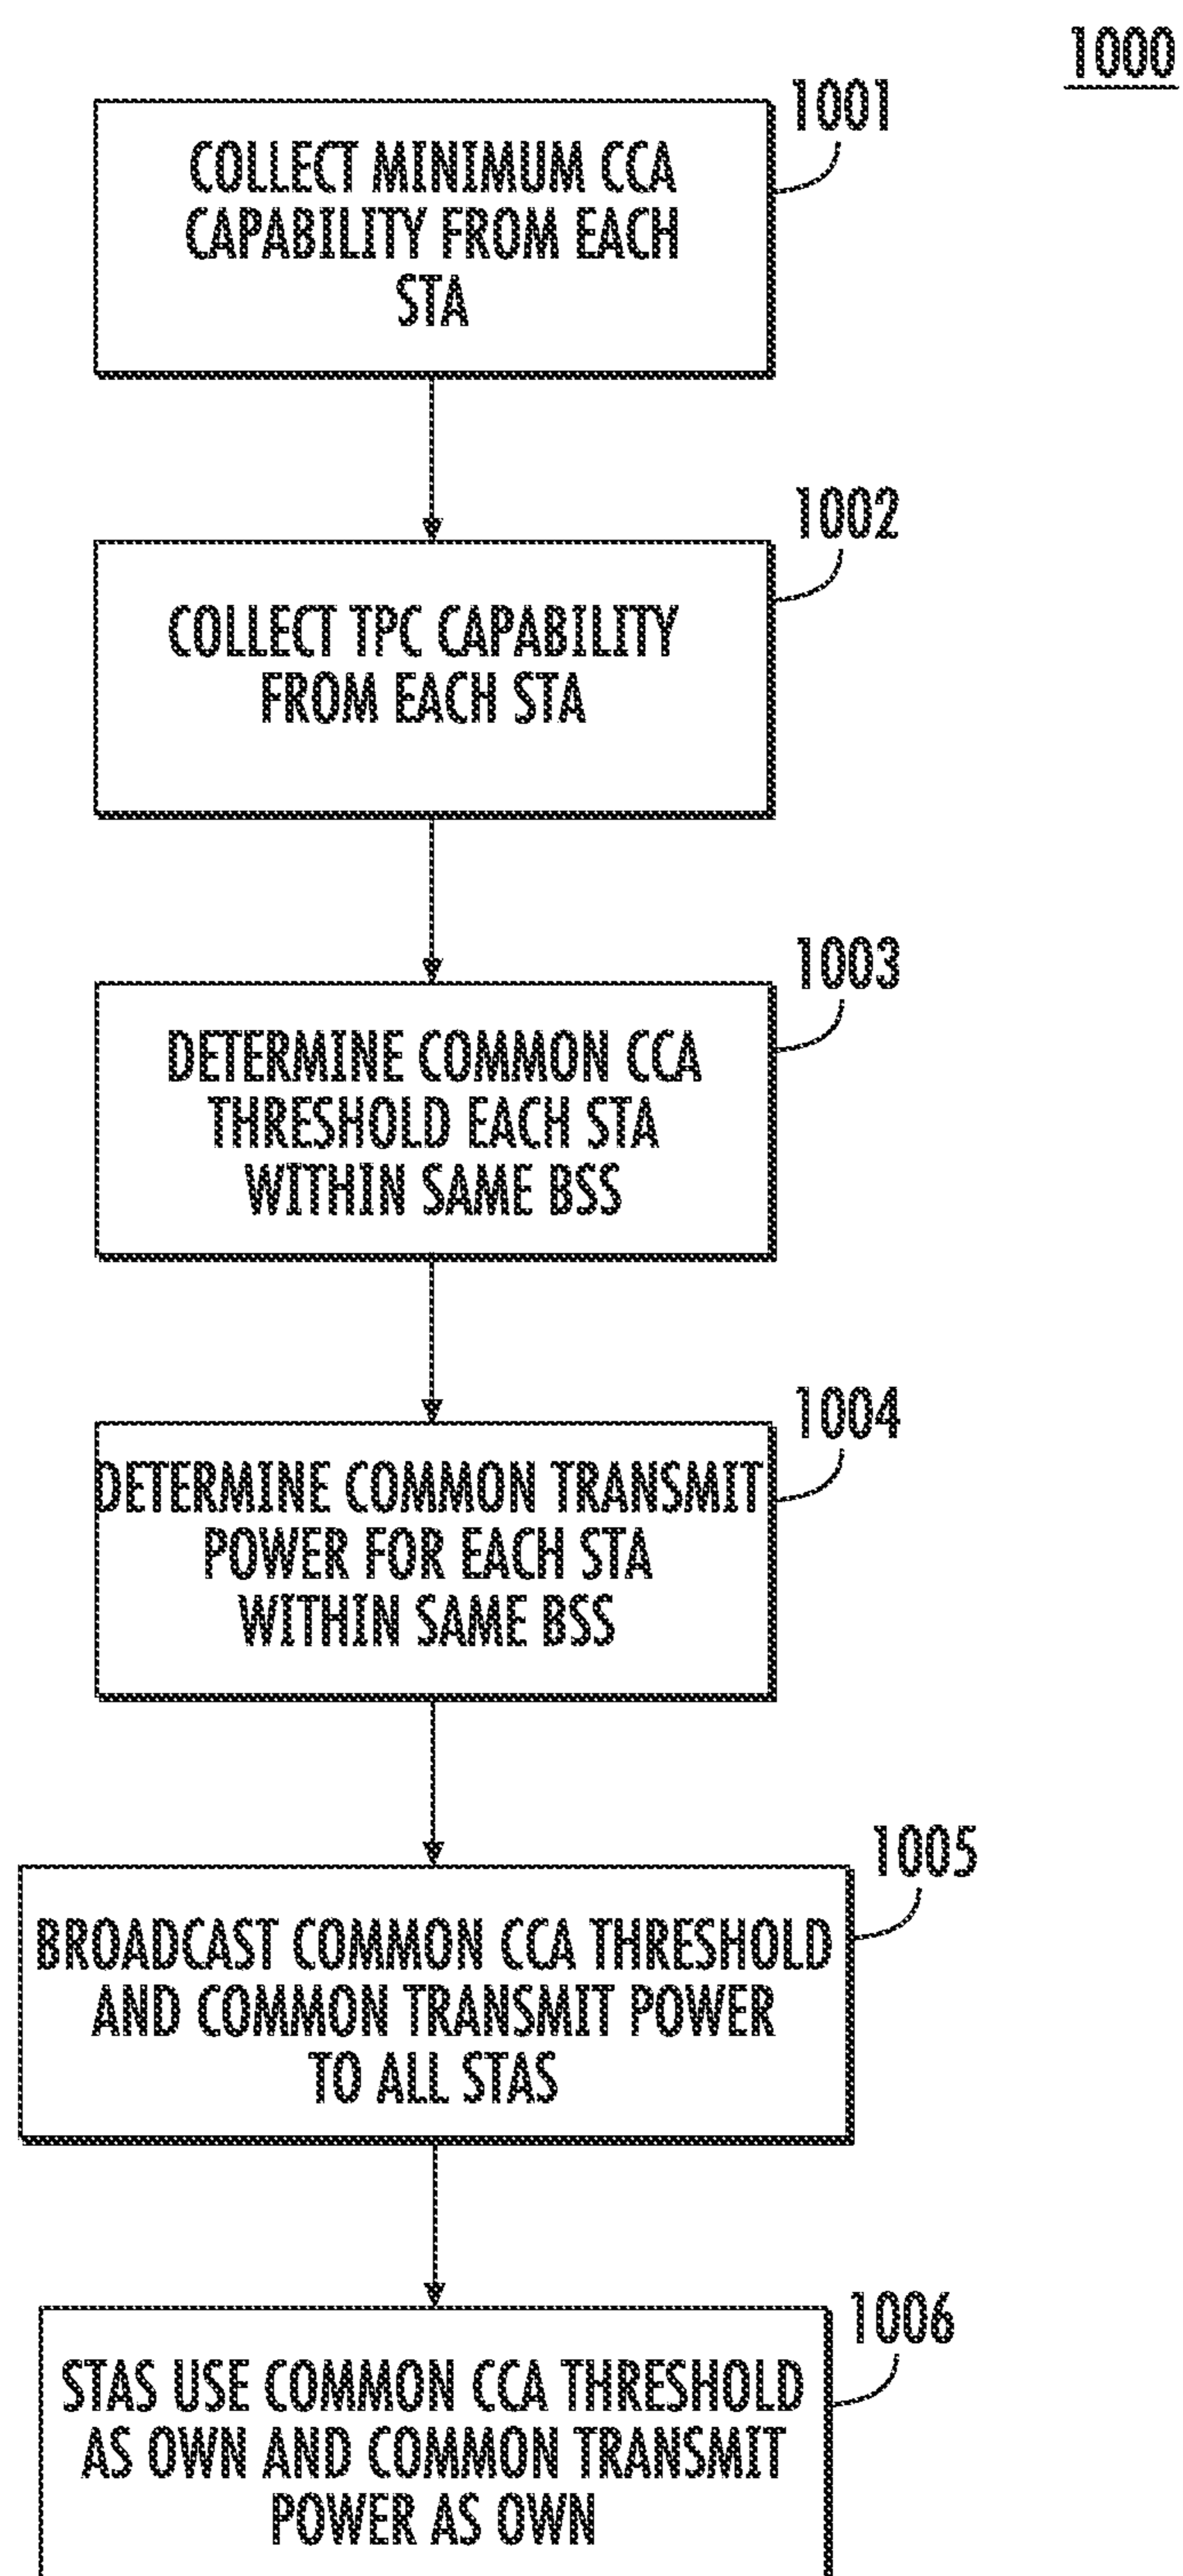 1000
1001
COLLECT MINIMUM CCA
CAPABILITY FROM EACH
STA
1002
COLLECT TPC CAPABILITY
FROM EACH STA
1003
DETERMINE COMMON CCA
THRESHOLD EACH STA
WITHIN SAME BSS
1004
DETERMINE COMMON TRANSMIT
POWER FOR EACH STA
WITHIN SAME BSS
1005
BROADCAST COMMON CCA THRESHOLD
AND COMMON TRANSMIT POWER
TO ALL STAS
1006
STAS USE COMMON CCA THRESHOLD
AS OWN AND COMMON TRANSMIT
POWER AS OWN